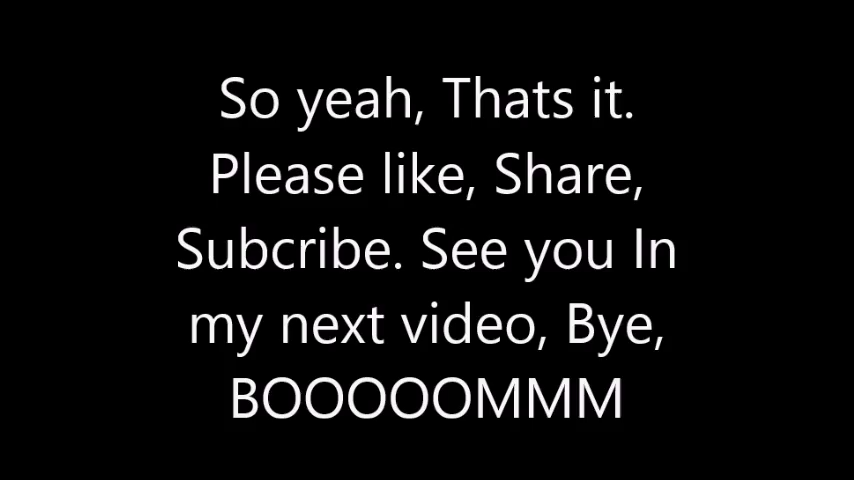 So yeah, Thats it.
Please like, Share,
Subcribe. See you In
my next video, Bye,
BOOOOOMMM